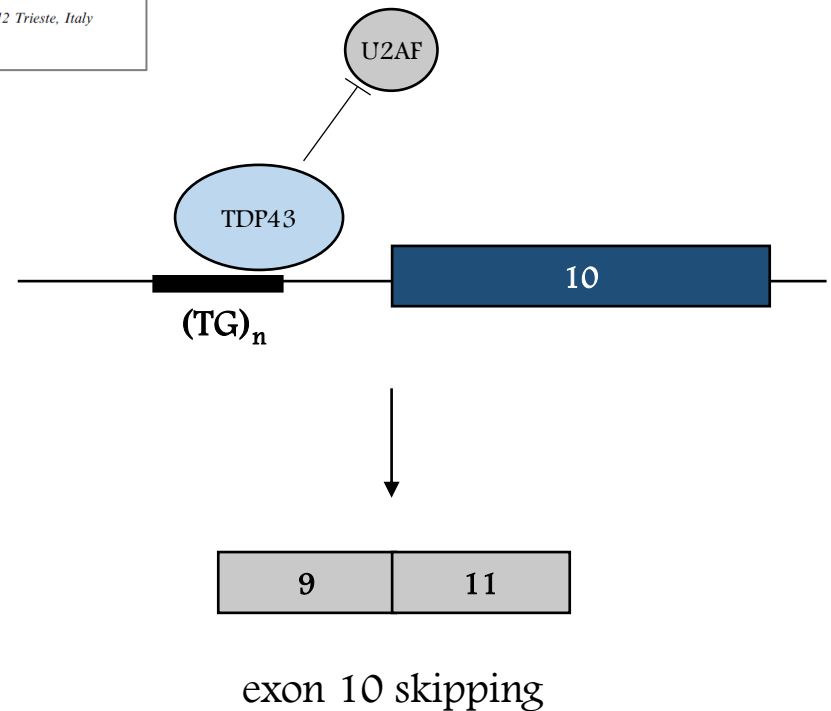 2 Trieste, Italy
U2AF
TDP43
10
(TG)n
9 11
exon 10 skipping